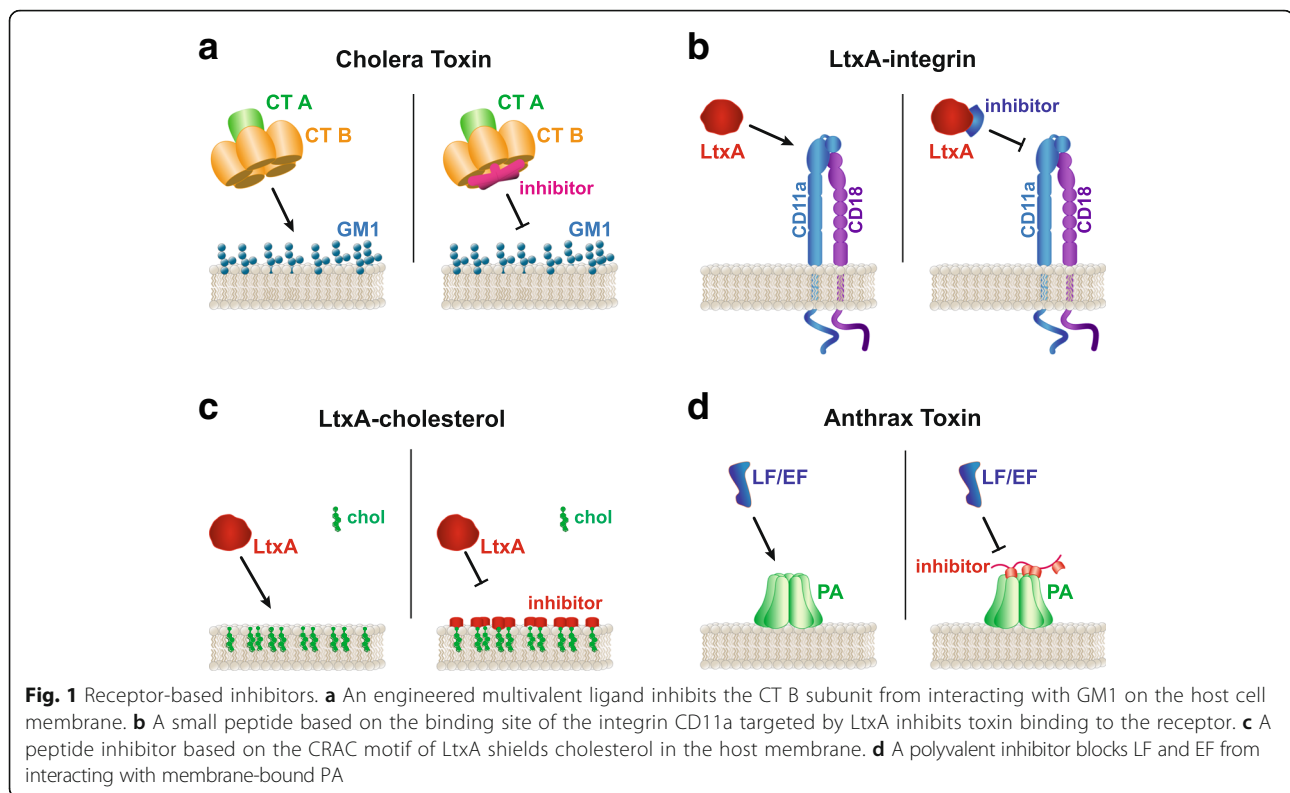 a
Cholera Toxin
CT A
CT B
GM1
CT A
CT B
inhibitor
GM1
b
LtxA-integrin
LtxA
CD11a
CD18
inhibitor
LtxA
CD11a
CD18
c
LtxA-cholesterol
chol
LtxA
chol
LtxA
inhibitor
d
Anthrax Toxin
LF/EF
PA
LF/EF
inhibitor
PA
Fig. 1 Receptor-based inhibitors. a An engineered multivalent ligand inhibits the CT B subunit from interacting with GM1 on the host cell
membrane. b A small peptide based on the binding site of the integrin CD11a targeted by LtxA inhibits toxin binding to the receptor. c A
peptide inhibitor based on the CRAC motif of LtxA shields cholesterol in the host membrane. d A polyvalent inhibitor blocks LF and EF from
interacting with membrane-bound PA